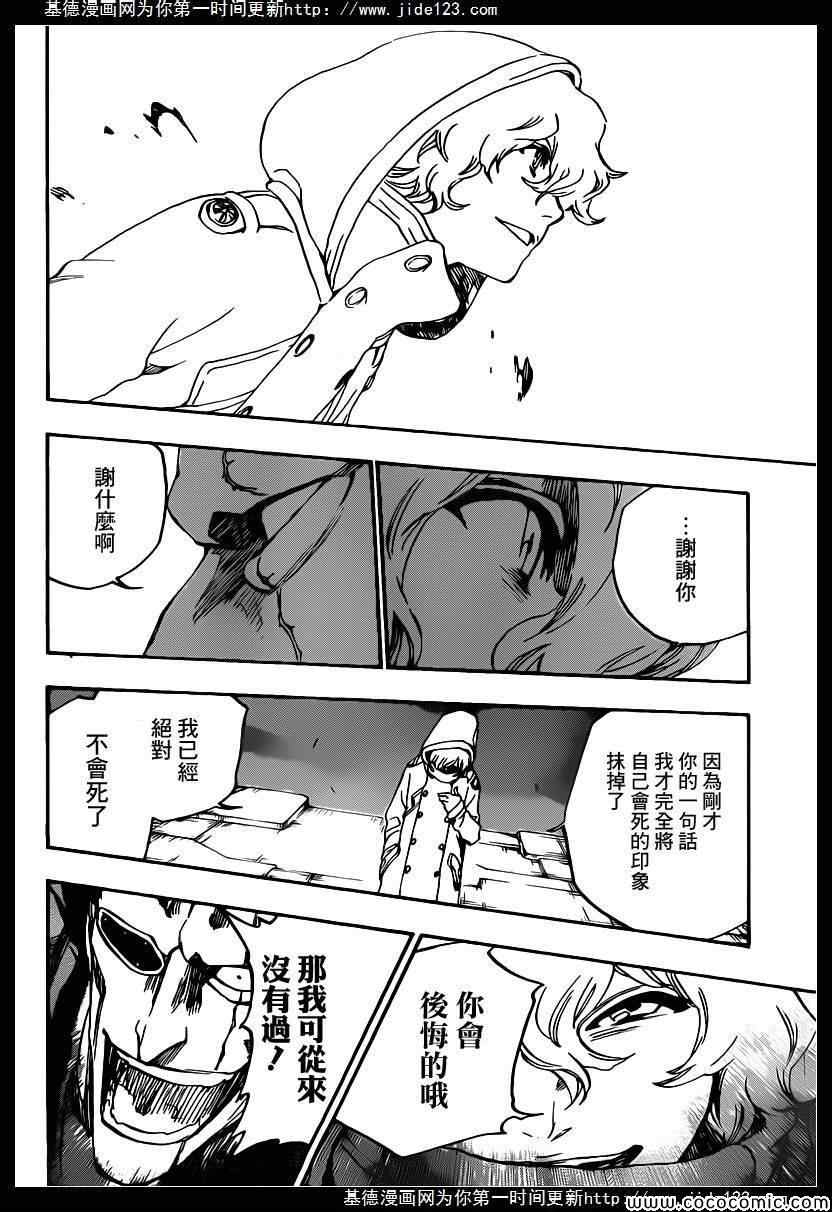 基德漫画网为你第一时间更新http://www.jide123.com
…謝謝你
謝什麼啊
因為剛才
你的一句話
我才完全將
自己會死的印象
抹掉了
我已經
絕對
不會死了
你會
後悔的哦
那我可從來
沒有過！
基德漫画网为你第一时间更新http://www.jide123.
www.cococomic.com